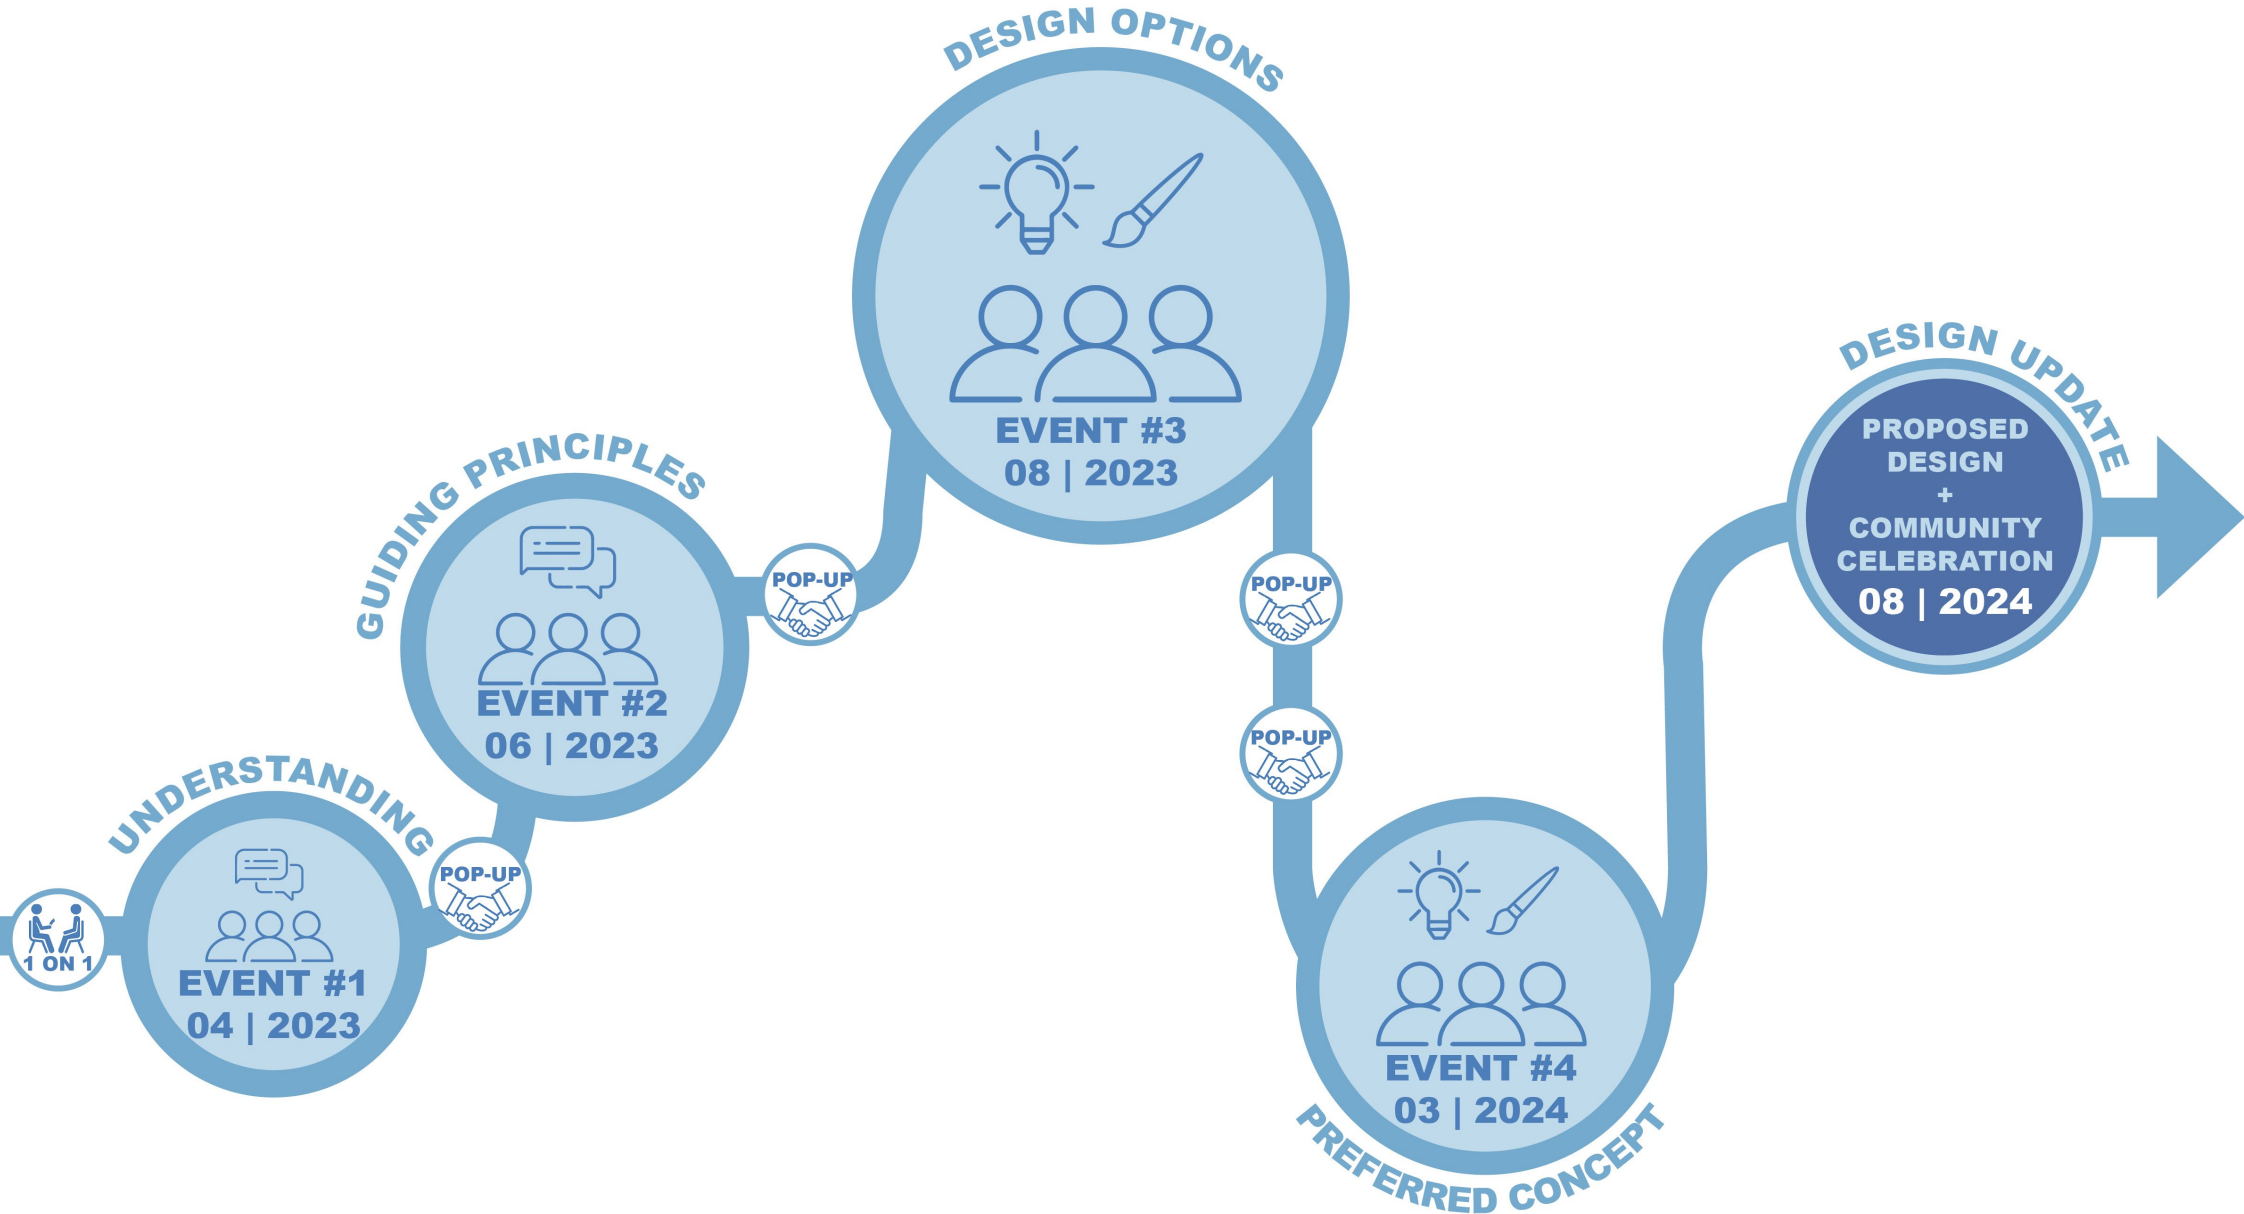 1 ON 1
UNDERSTANDING
EVENT #1
04 | 2023
POP-UP
GUIDING PRINCIPLES
EVENT #2
06 | 2023
POP-UP
DESIGN OPTIONS
EVENT #3
08 | 2023
POP-UP
POP-UP
EVENT #4
03 | 2024
PREFERRED CONCEPT
DESIGN UPDATE
PROPOSED
DESIGN
+
COMMUNITY
CELEBRATION
08 | 2024